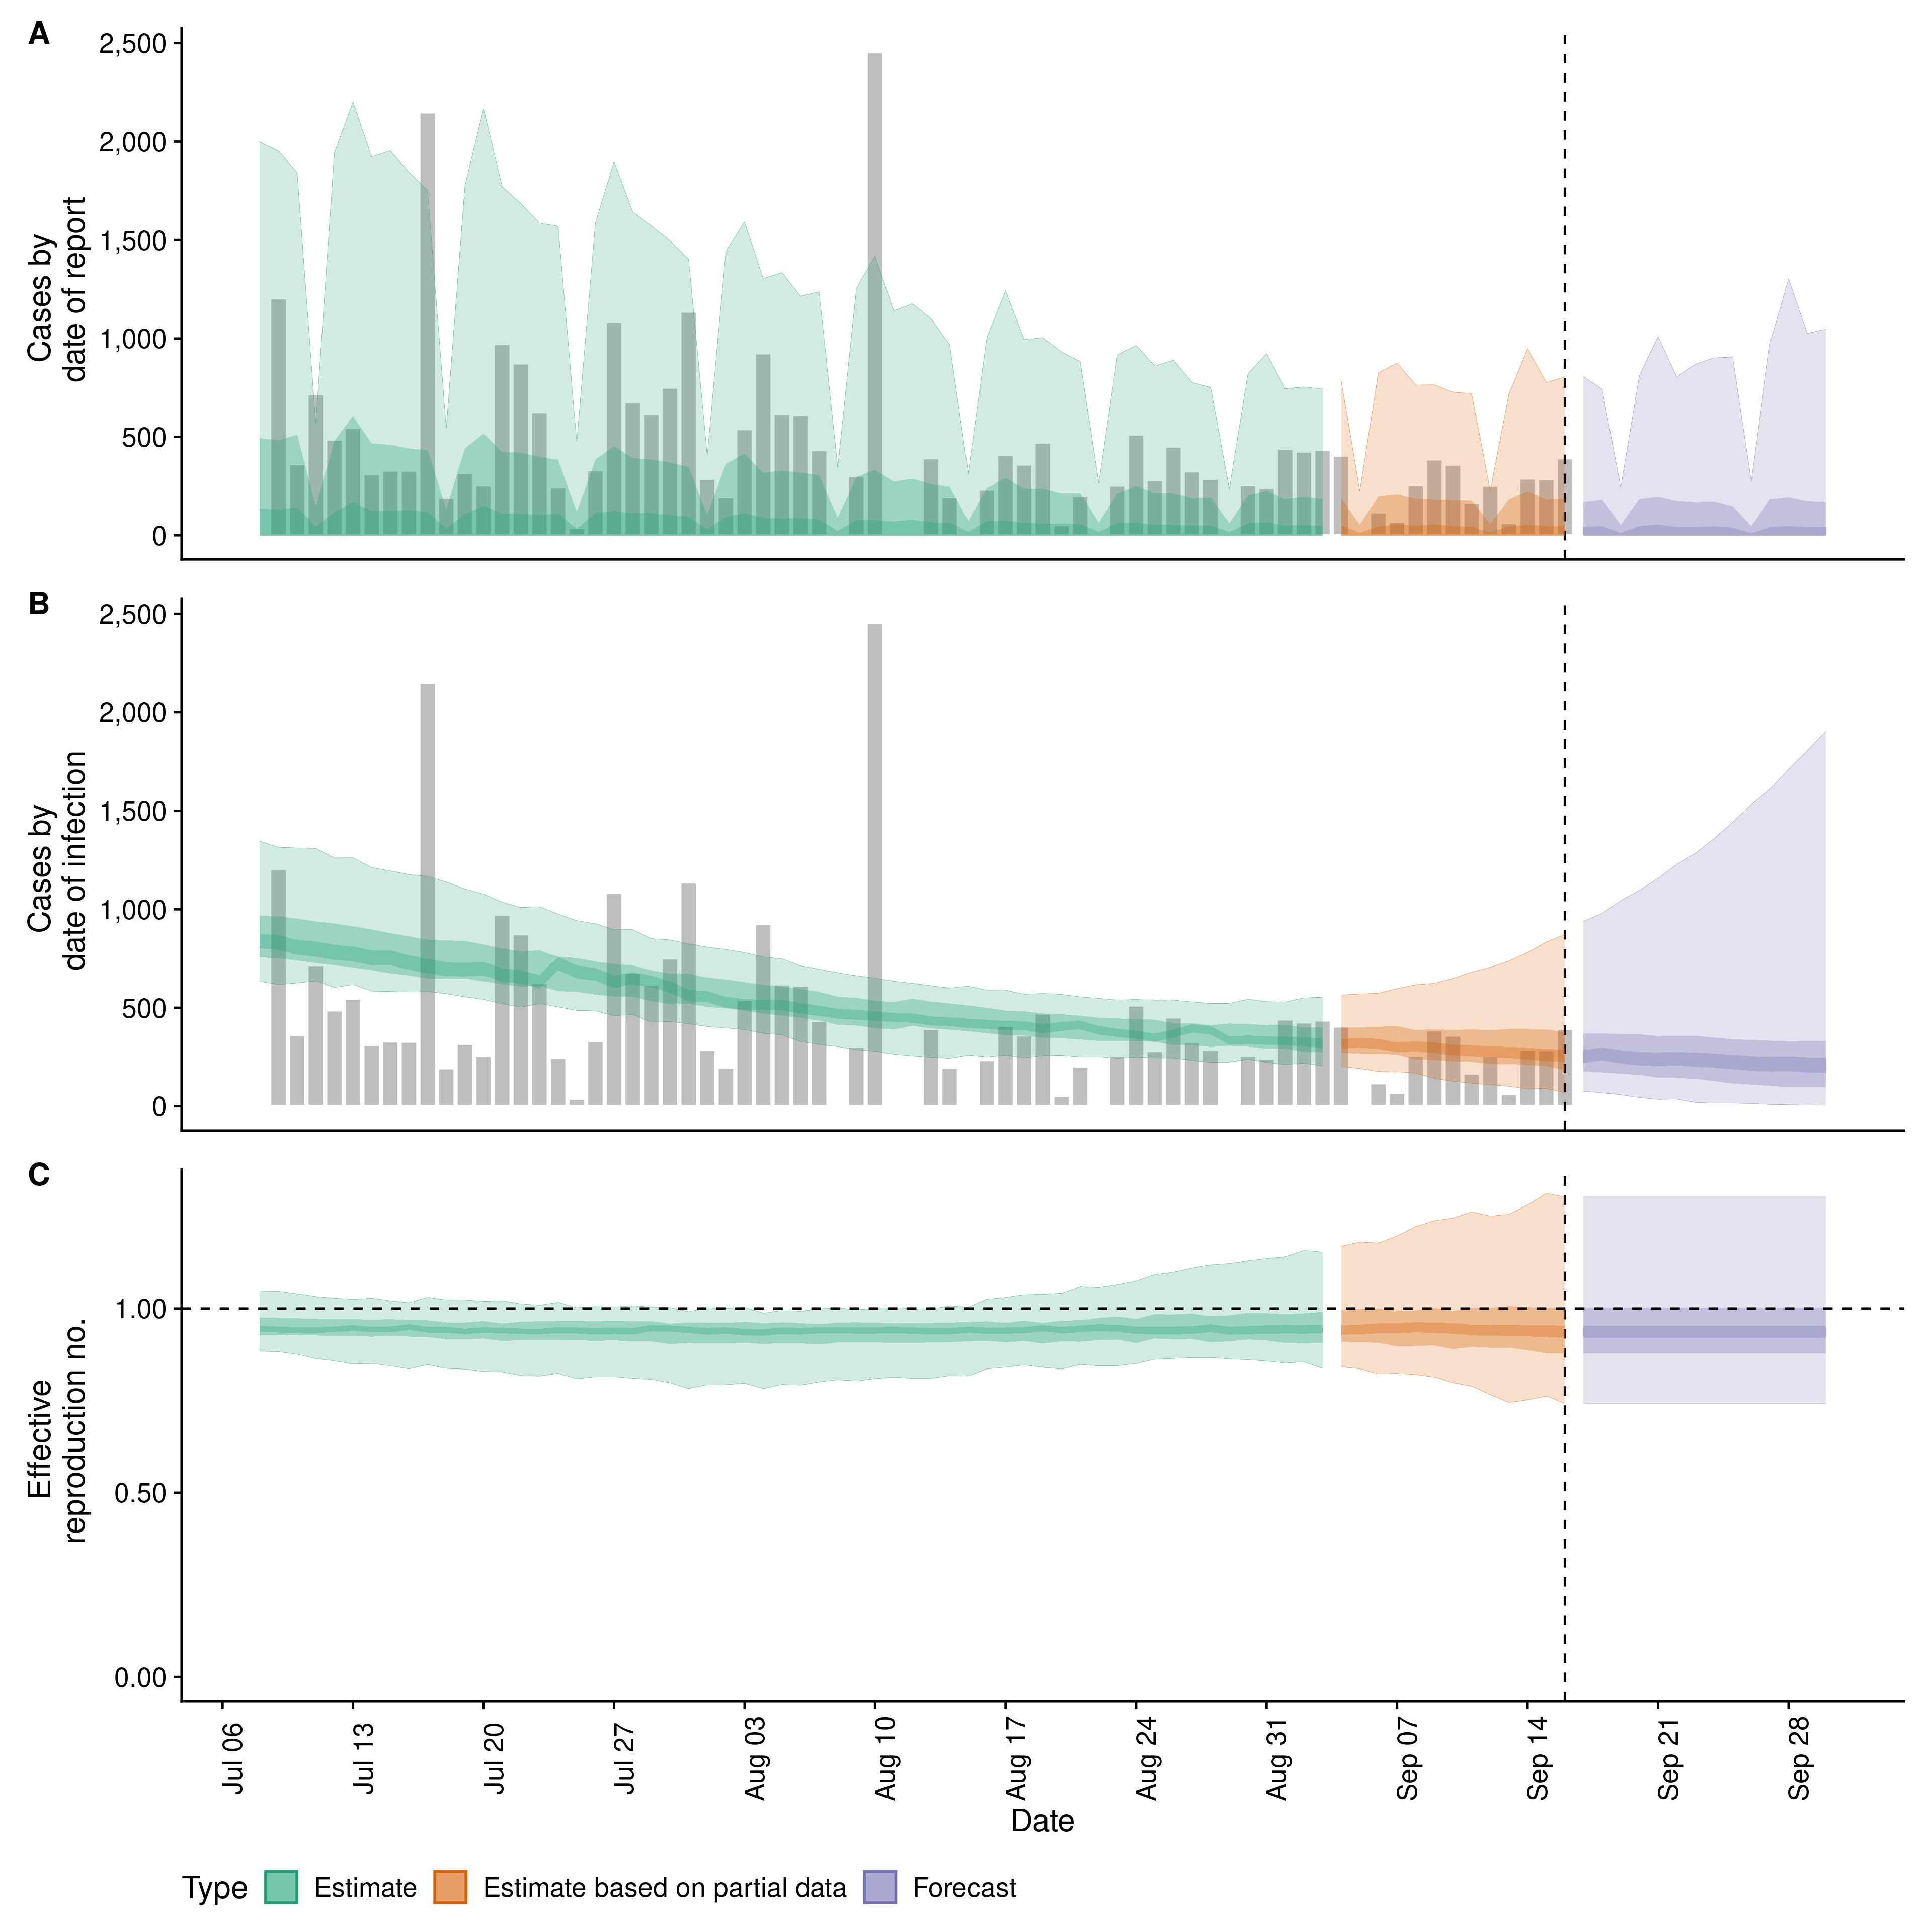 A
2,500
2,000
1,500
1,000
500
0
Cases by
date of report
B
2,500
2,000
1,500
1,000
500
0
Cases by
date of infection
C
1.00
0.50
0.00
Effective
reproduction no.
Jul 06
Jul 13
Jul 20
Jul 27
Aug 03
Aug 10
Aug 17
Aug 24
Aug 31
Sep 07
Sep 14
Sep 21
Sep 28
Date
Type Estimate Estimate based on partial data Forecast